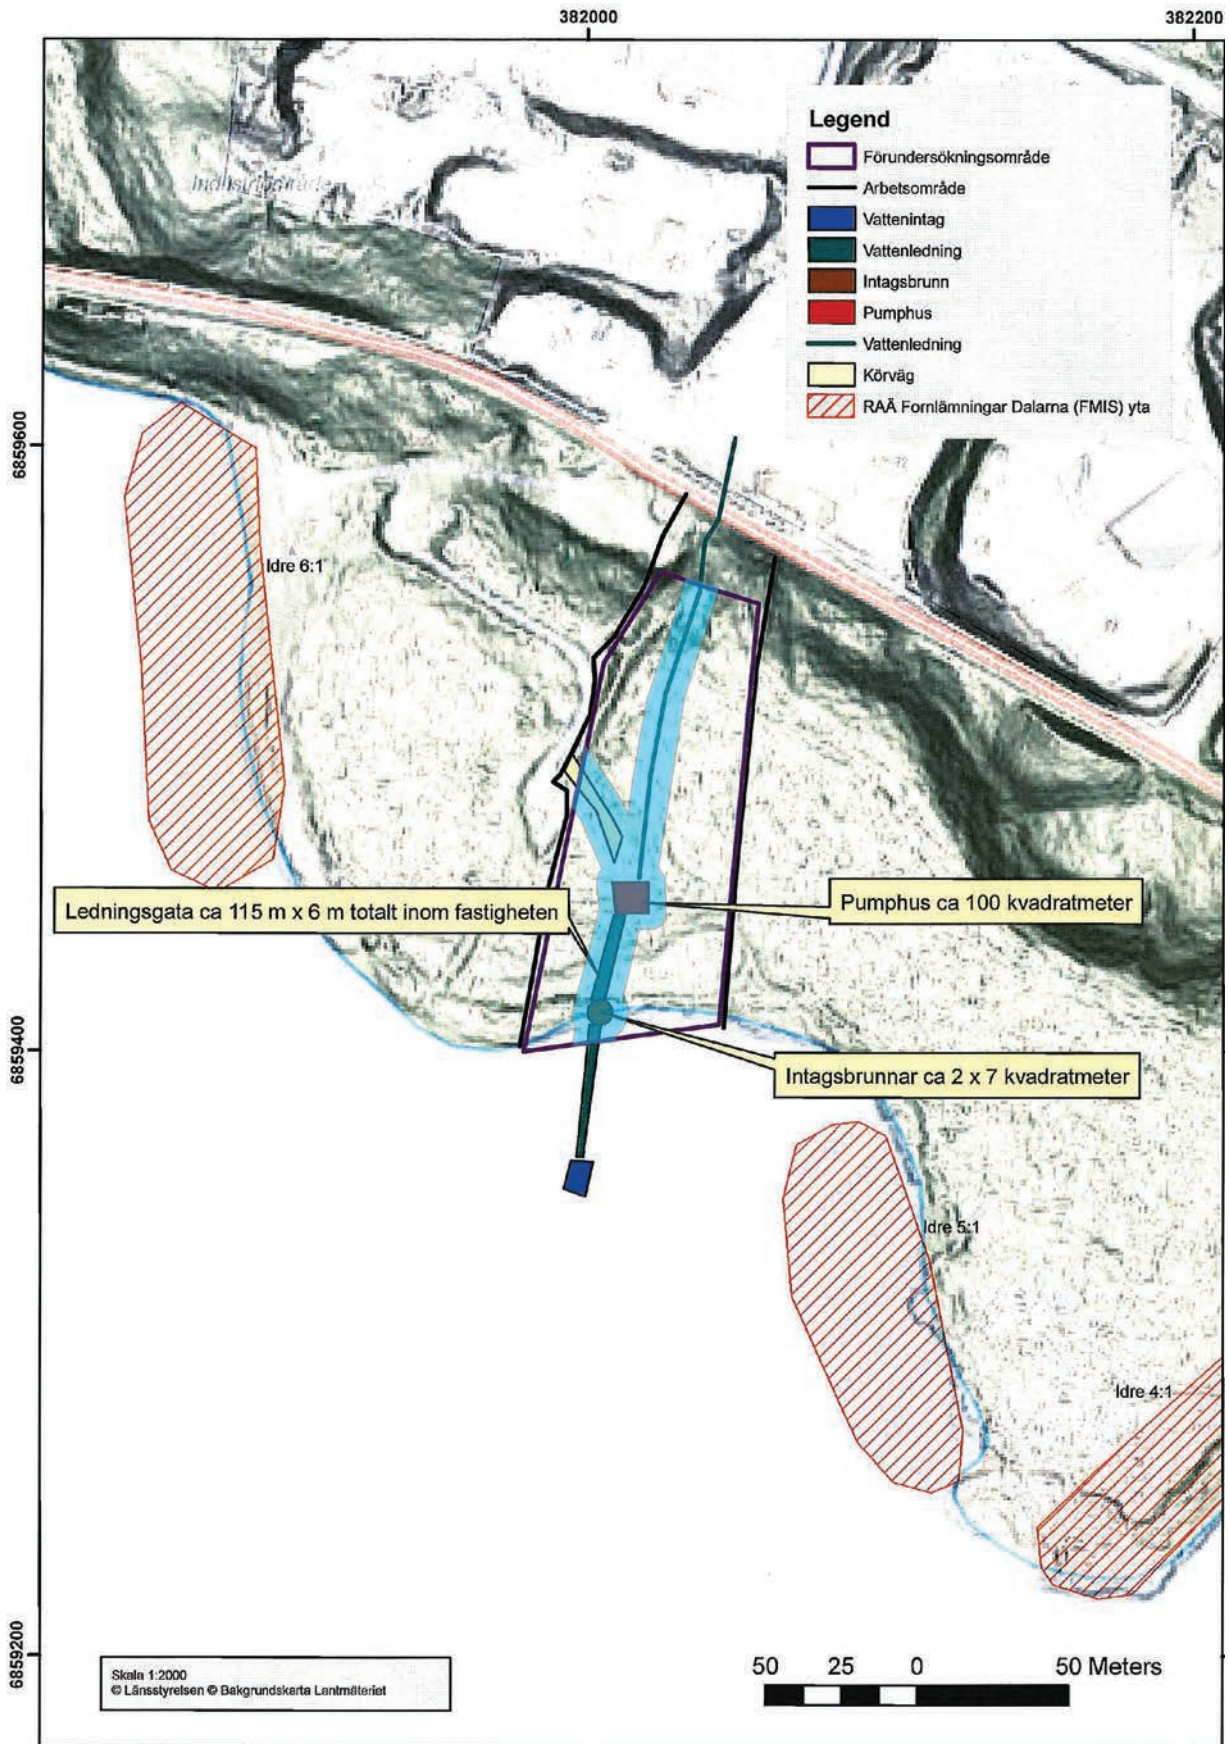 382000
382200
Legend
Förundersökningsområde
Arbetsområde
Vattenintag
Vattenledning
Intagsbrunn
Pumphus
Vattenledning
Körväg
RAÄ Fornlämningar Dalarna (FMIS) yta
Industriområde
6859600
Idre 6:1
Ledningsgata ca 115 m x 6 m totalt inom fastigheten
Pumphus ca 100 kvadratmeter
6859400
Intagsbrunnar ca 2 x 7 kvadratmeter
Idre 5:1
Idre 4:1
6859200
Skala 1:2000
© Länsstyrelsen © Bakgrundskarta Lantmäteriet
50 25 0 50 Meters